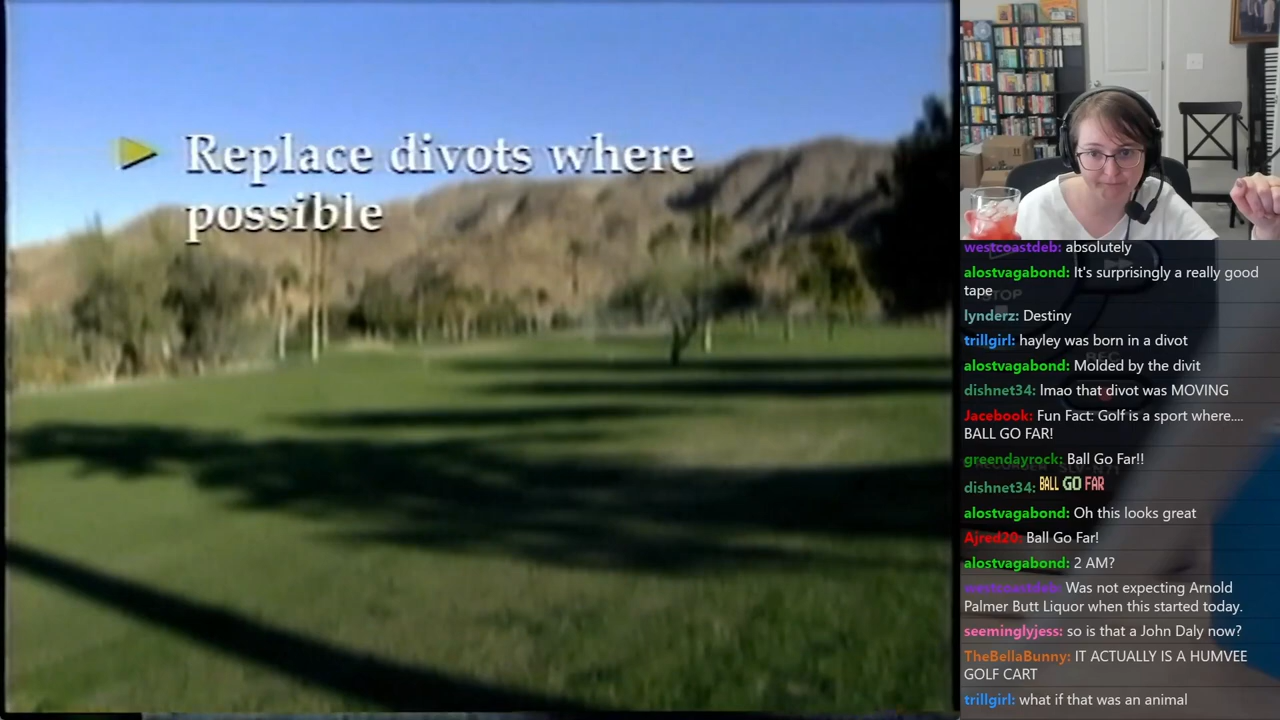 Replace divots where
possible
westcoastdeb: absolutely
alostvagabond: It's surprisingly a really good
tape
STOP
lynderz: Destiny
trillgirl: hayley was born in a divot
REC
alostvagabond: Molded by the divit
dishnet34: lmao that divot was MOVING
Jacebook: Fun Fact: Golf is a sport where....
BALL GO FAR!
greendayrock: Ball Go Far!!
dishnet34: BALL GO FAR
alostvagabond: Oh this looks great
Ajred20: Ball Go Far!
alostvagabond: 2 AM?
westcoastdeb: Was not expecting Arnold
Palmer Butt Liquor when this started today.
seeminglyjess: so is that a John Daly now?
TheBellaBunny: IT ACTUALLY IS A HUMVEE
GOLF CART
trillgirl: what if that was an animal